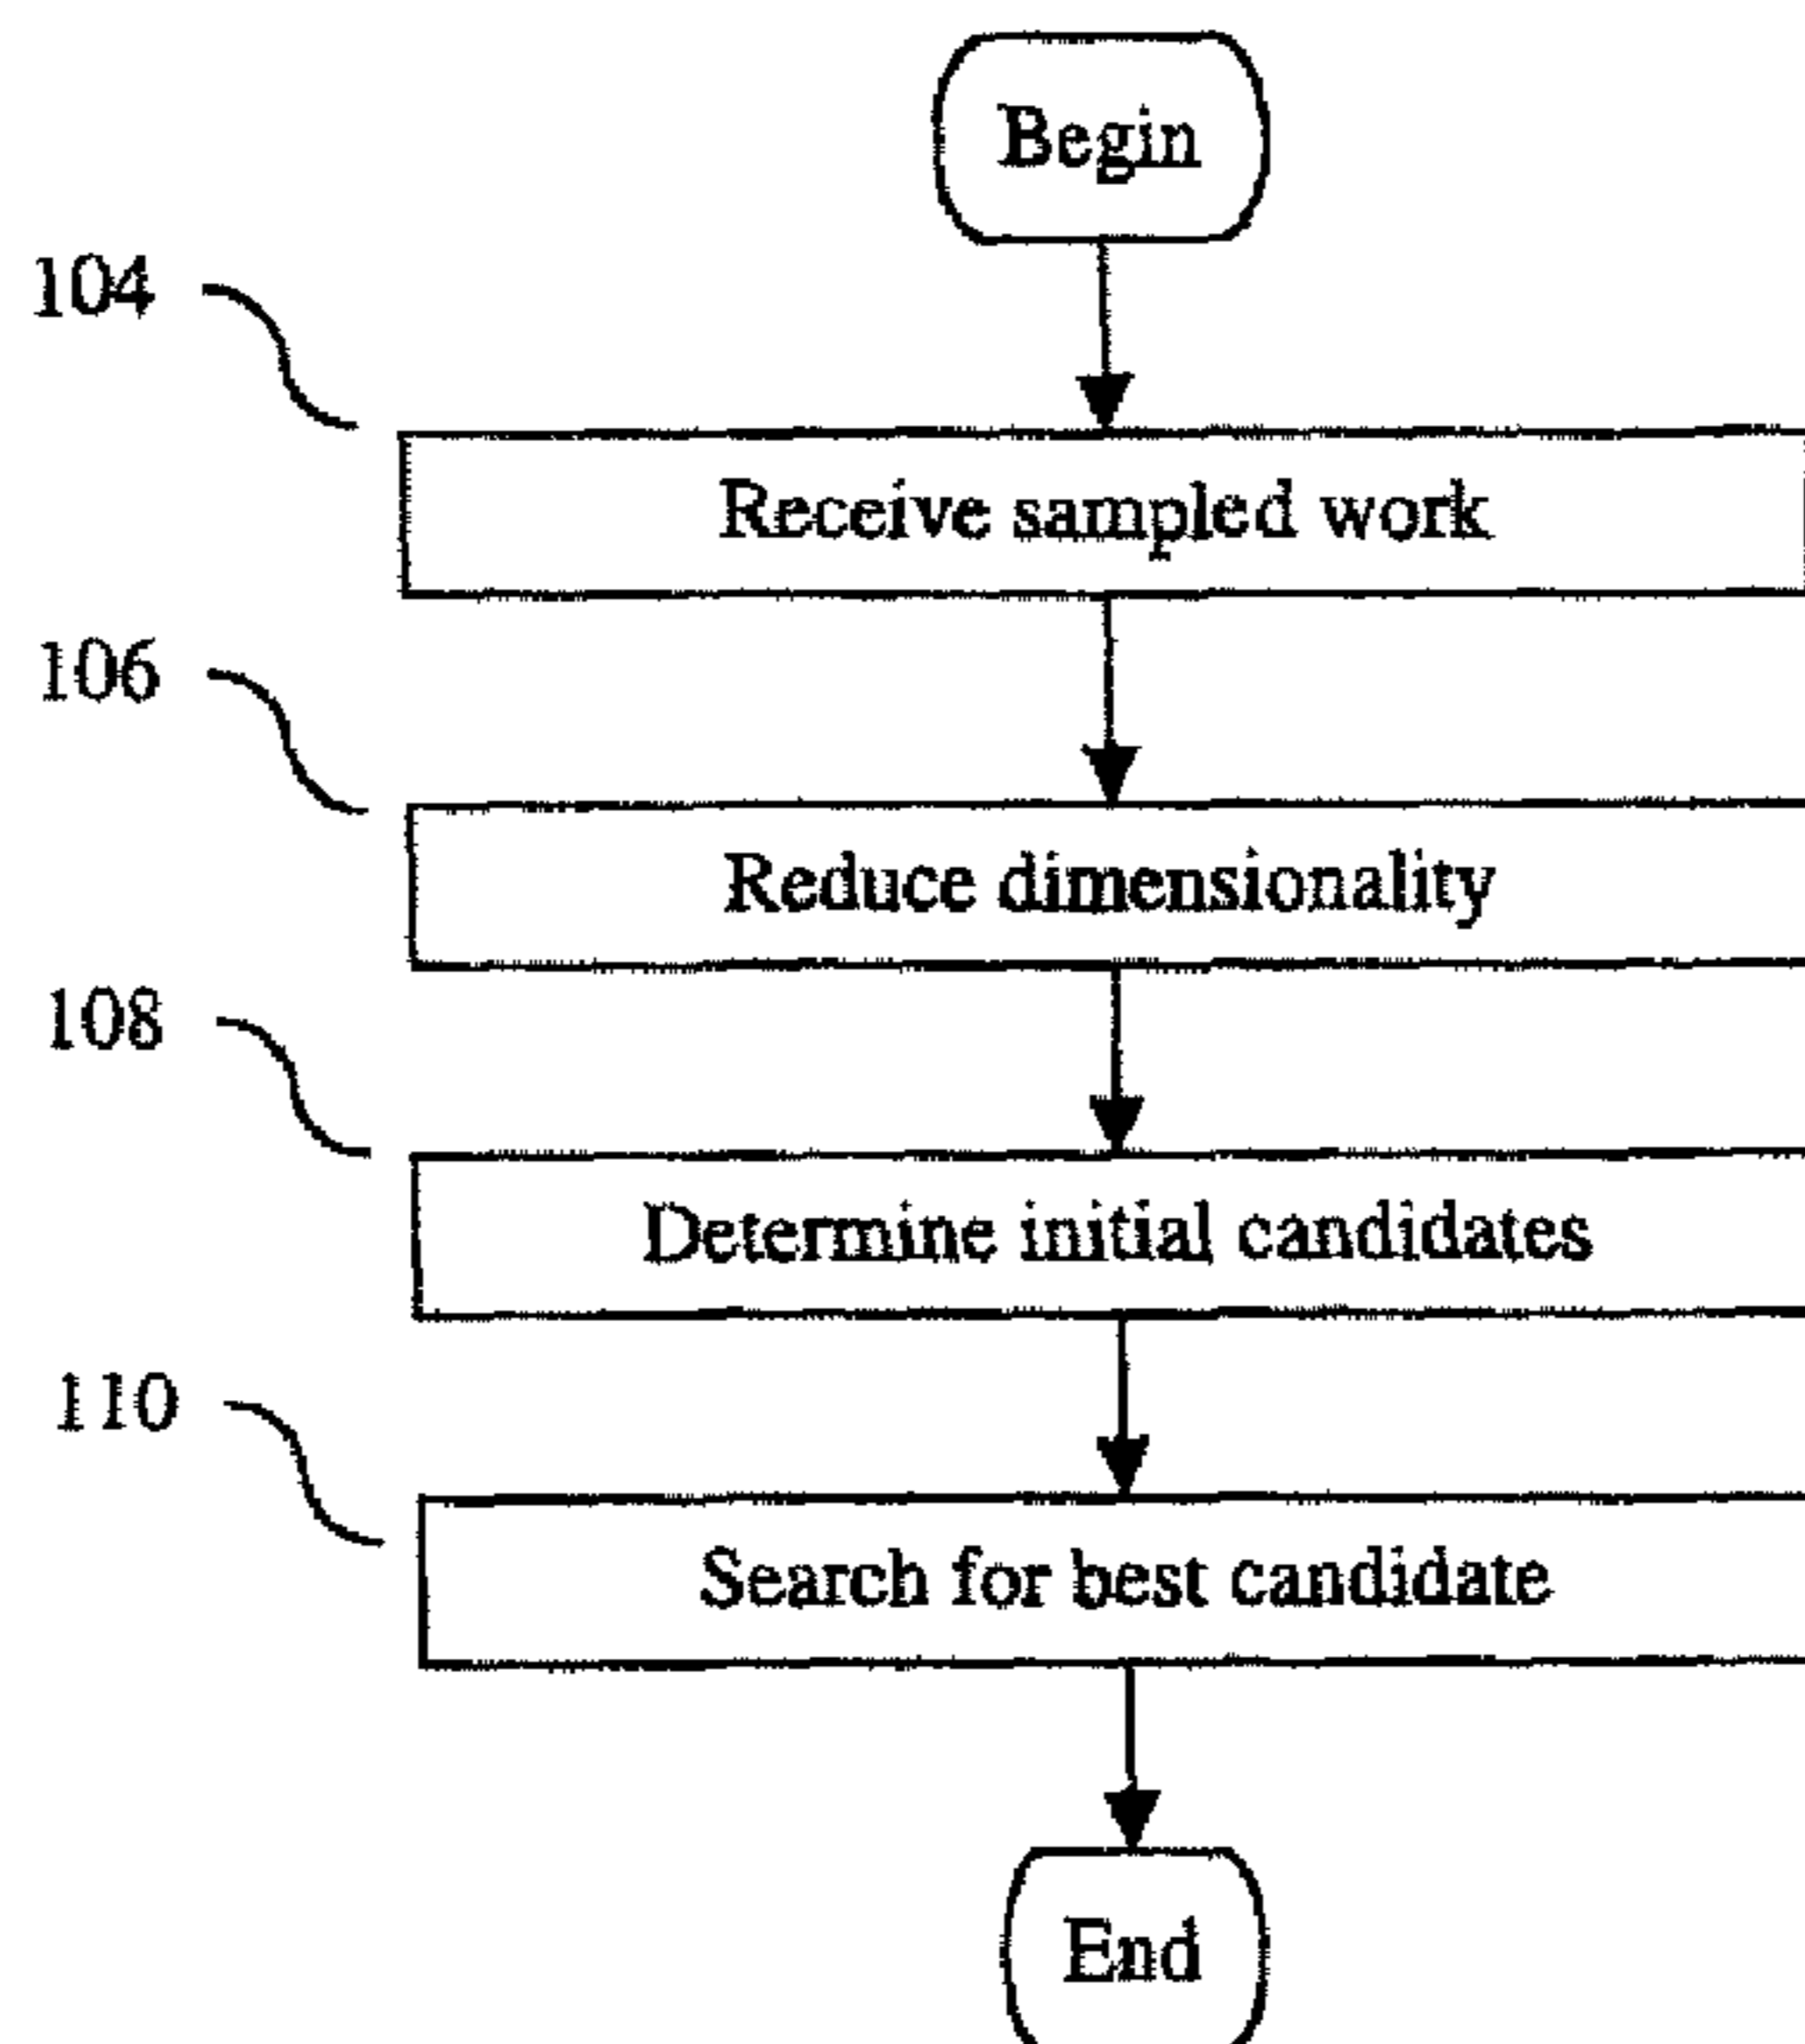 Begin
104
Receive sampled work
106
Reduce dimensionality
108
Determine initial candidates
110
Search for best candidate
End